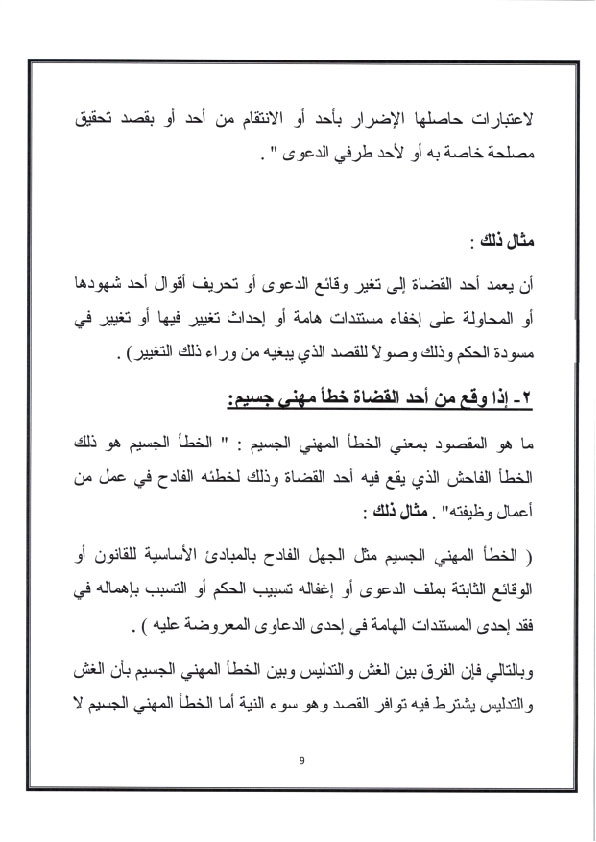 لاعتبارات حاصلها الإضرار بأحد أو الانتقام من أحد أو بقصد تحقيق
مصلحة خاصة به أو لأحد طرفي الدعوى " .
مثال ذلك :
أن يعمد أحد القضاة إلى تغير وقائع الدعوى أو تحريف أقوال أحد شهودها
أو المحاولة على إخفاء مستندات هامة أو إحداث تغيير فيها أو تغيير في
مسودة الحكم وذلك وصولاً للقصد الذي يبغيه من وراء ذلك التغيير) .
٢- إذا وقع من أحد القضاة خطأ مهني جسيم:
ما هو المقصود بمعني الخطأ المهني الجسيم : " الخطأ الجسيم هو ذلك
الخطأ الفاحش الذي يقع فيه أحد القضاة وذلك لخطئه الفادح في عمل من
أعمال وظيفته" . مثال ذلك :
( الخطأ المهني الجسيم مثل الجهل الفادح بالمبادئ الأساسية للقانون أو
الوقائع الثابتة بملف الدعوى أو إغفاله تسبيب الحكم أو التسبب بإهماله في
فقد إحدى المستندات الهامة فى إحدى الدعاوى المعروضة عليه ) .
وبالتالي فإن الفرق بين الغش والتدليس وبين الخطأ المهني الجسيم بأن الغش
والتدليس يشترط فيه توافر القصد وهو سوء النية أما الخطأ المهني الجسيم لا
9